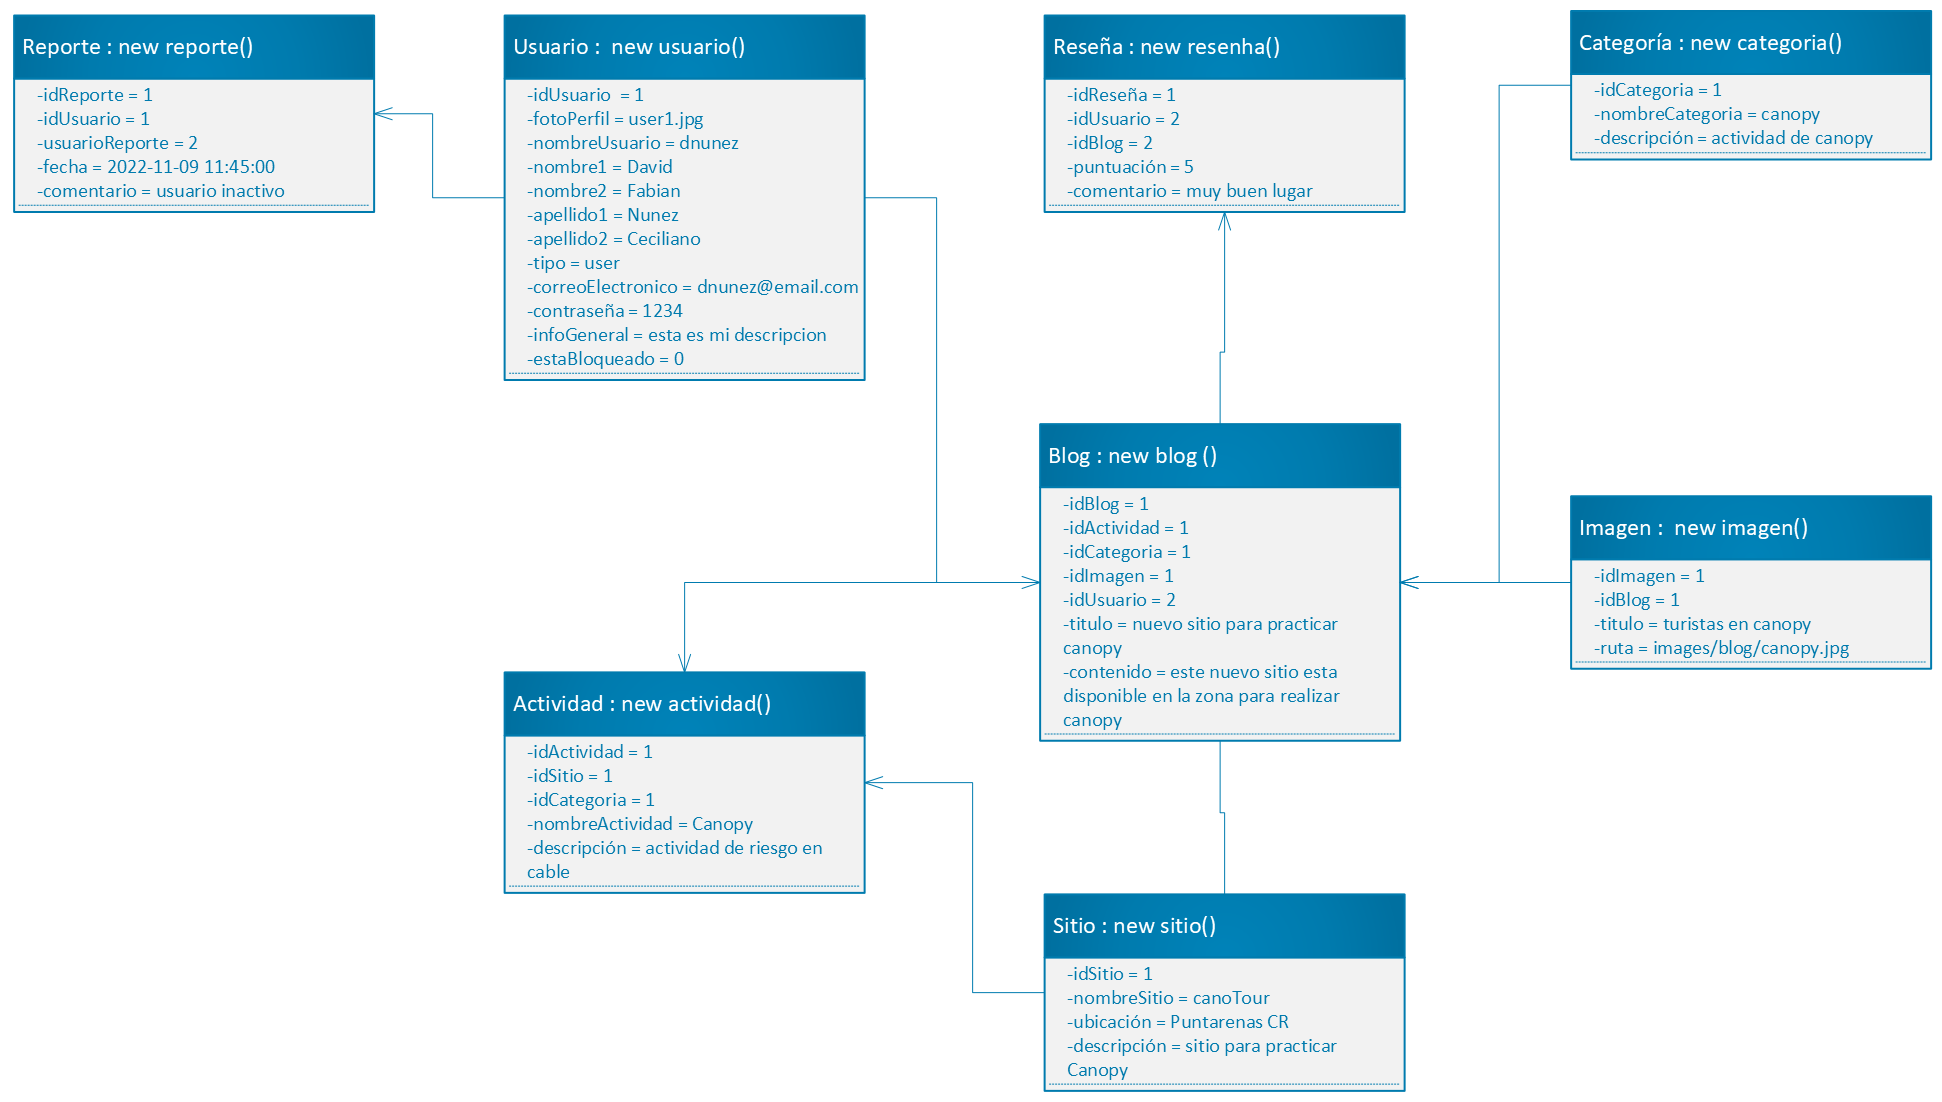 Reporte : new reporte()
-idReporte = 1
-idUsuario = 1
-usuarioReporte = 2
-fecha = 2022-11-09 11:45:00
-comentario = usuario inactivo
Usuario :  new usuario()
-idUsuario  = 1
-fotoPerfil = user1.jpg
-nombreUsuario = dnunez
-nombre1 = David
-nombre2 = Fabian
-apellido1 = Nunez
-apellido2 = Ceciliano
-tipo = user
-correoElectronico = dnunez@email.com
-contraseña = 1234
-infoGeneral = esta es mi descripcion
-estaBloqueado = 0
Reseña : new resenha()
-idReseña = 1
-idUsuario = 2
-idBlog = 2
-puntuación = 5
-comentario = muy buen lugar
Categoría : new categoria()
-idCategoria = 1
-nombreCategoria = canopy
-descripción = actividad de canopy
Blog : new blog ()
-idBlog = 1
-idActividad = 1
-idCategoria = 1
-idImagen = 1
-idUsuario = 2
-titulo = nuevo sitio para practicar
canopy
-contenido = este nuevo sitio esta
disponible en la zona para realizar
canopy
Imagen :  new imagen()
-idImagen = 1
-idBlog = 1
-titulo = turistas en canopy
-ruta = images/blog/canopy.jpg
Actividad : new actividad()
-idActividad = 1
-idSitio = 1
-idCategoria = 1
-nombreActividad = Canopy
-descripción = actividad de riesgo en
cable
Sitio : new sitio()
-idSitio = 1
-nombreSitio = canoTour
-ubicación = Puntarenas CR
-descripción = sitio para practicar
Canopy